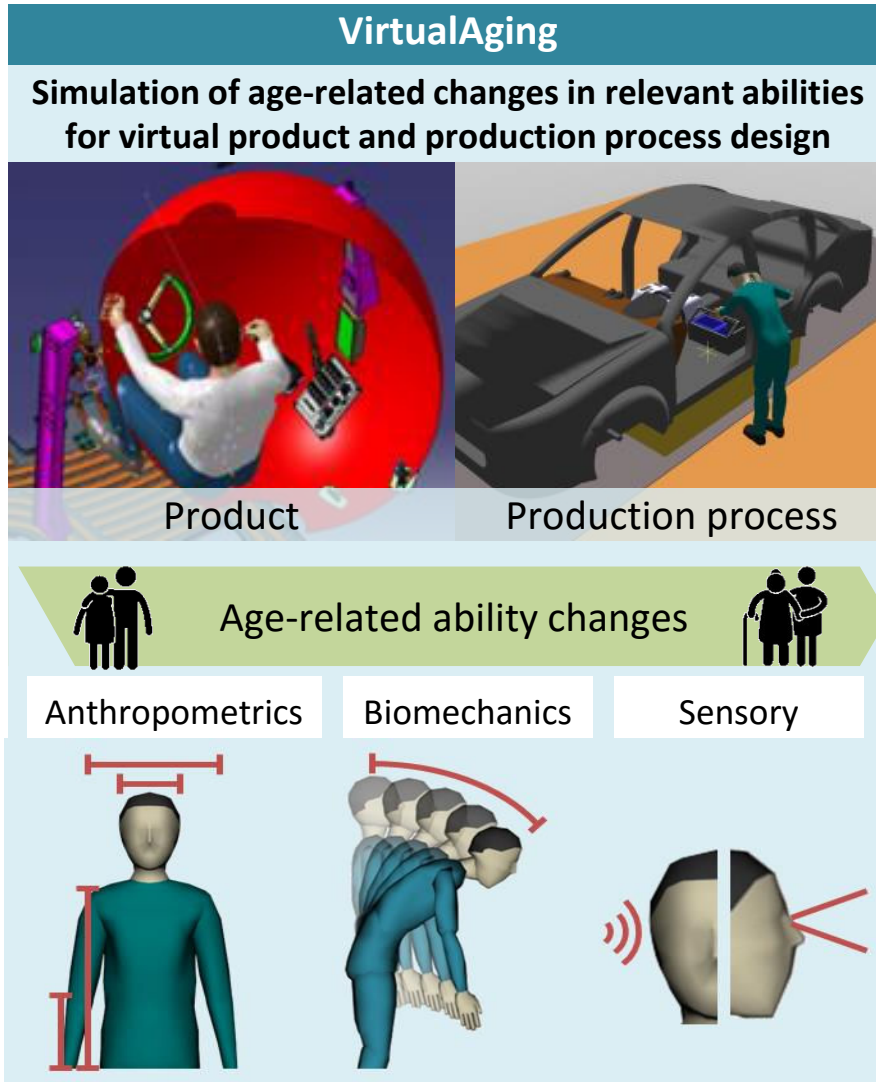 VirtualAging
Simulation of age-related changes in relevant abilities
for virtual product and production process design
Product
Production process
Age-related ability changes
Anthropometrics
Biomechanics
Sensory